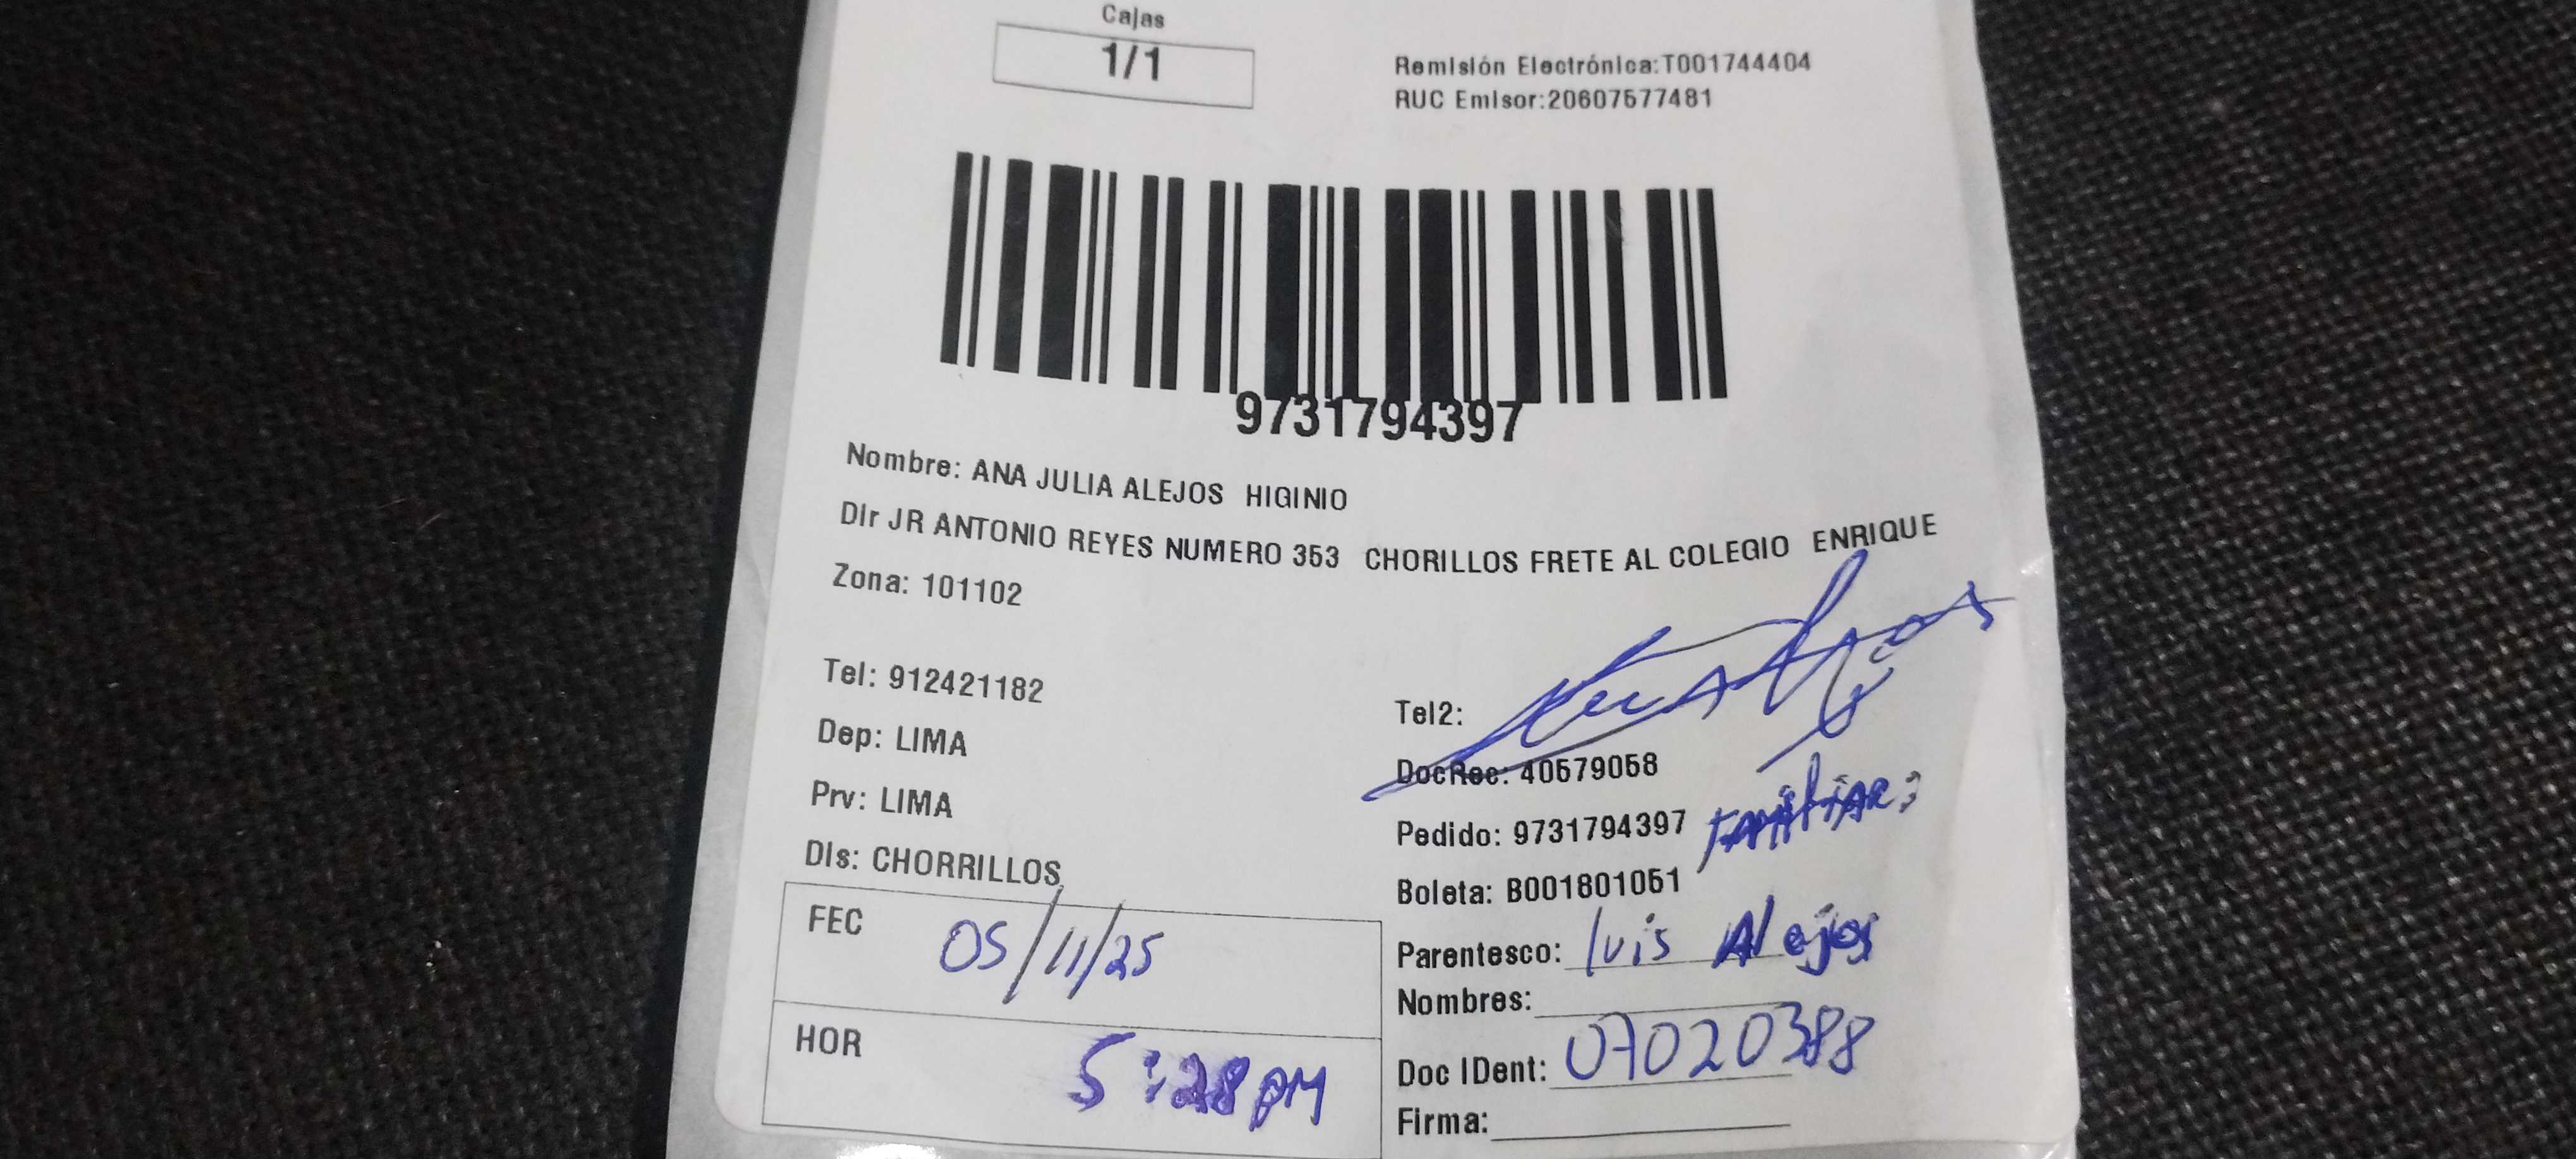 Cajas
1/1
Remisión Electrónica:T001744404
RUC Emisor:20607577481
9731794397
Nombre: ANA JULIA ALEJOS HIGINIO
Dir JR ANTONIO REYES NUMERO 353 CHORILLOS FRETE AL COLEGIO ENRIQUE
Zona: 101102
Tel: 912421182
Tel2:
Dep: LIMA
DocRec: 40579058
Prv: LIMA
Pedido: 9731794397 FAMILIAR:
Dis: CHORRILLOS
Boleta: B001801051
FEC 05/11/25
Parentesco: luis Alejos
Nombres:
HOR 5:28 PM
Doc IDent: 07020388
Firma: